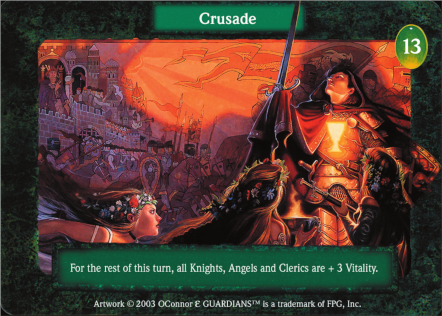 Crusade
13
For the rest of this turn, all Knights, Angels and Clerics are + 3 Vitality.
Artwork © 2003 OConnor & GUARDIANS™ is a trademark of FPG, Inc.